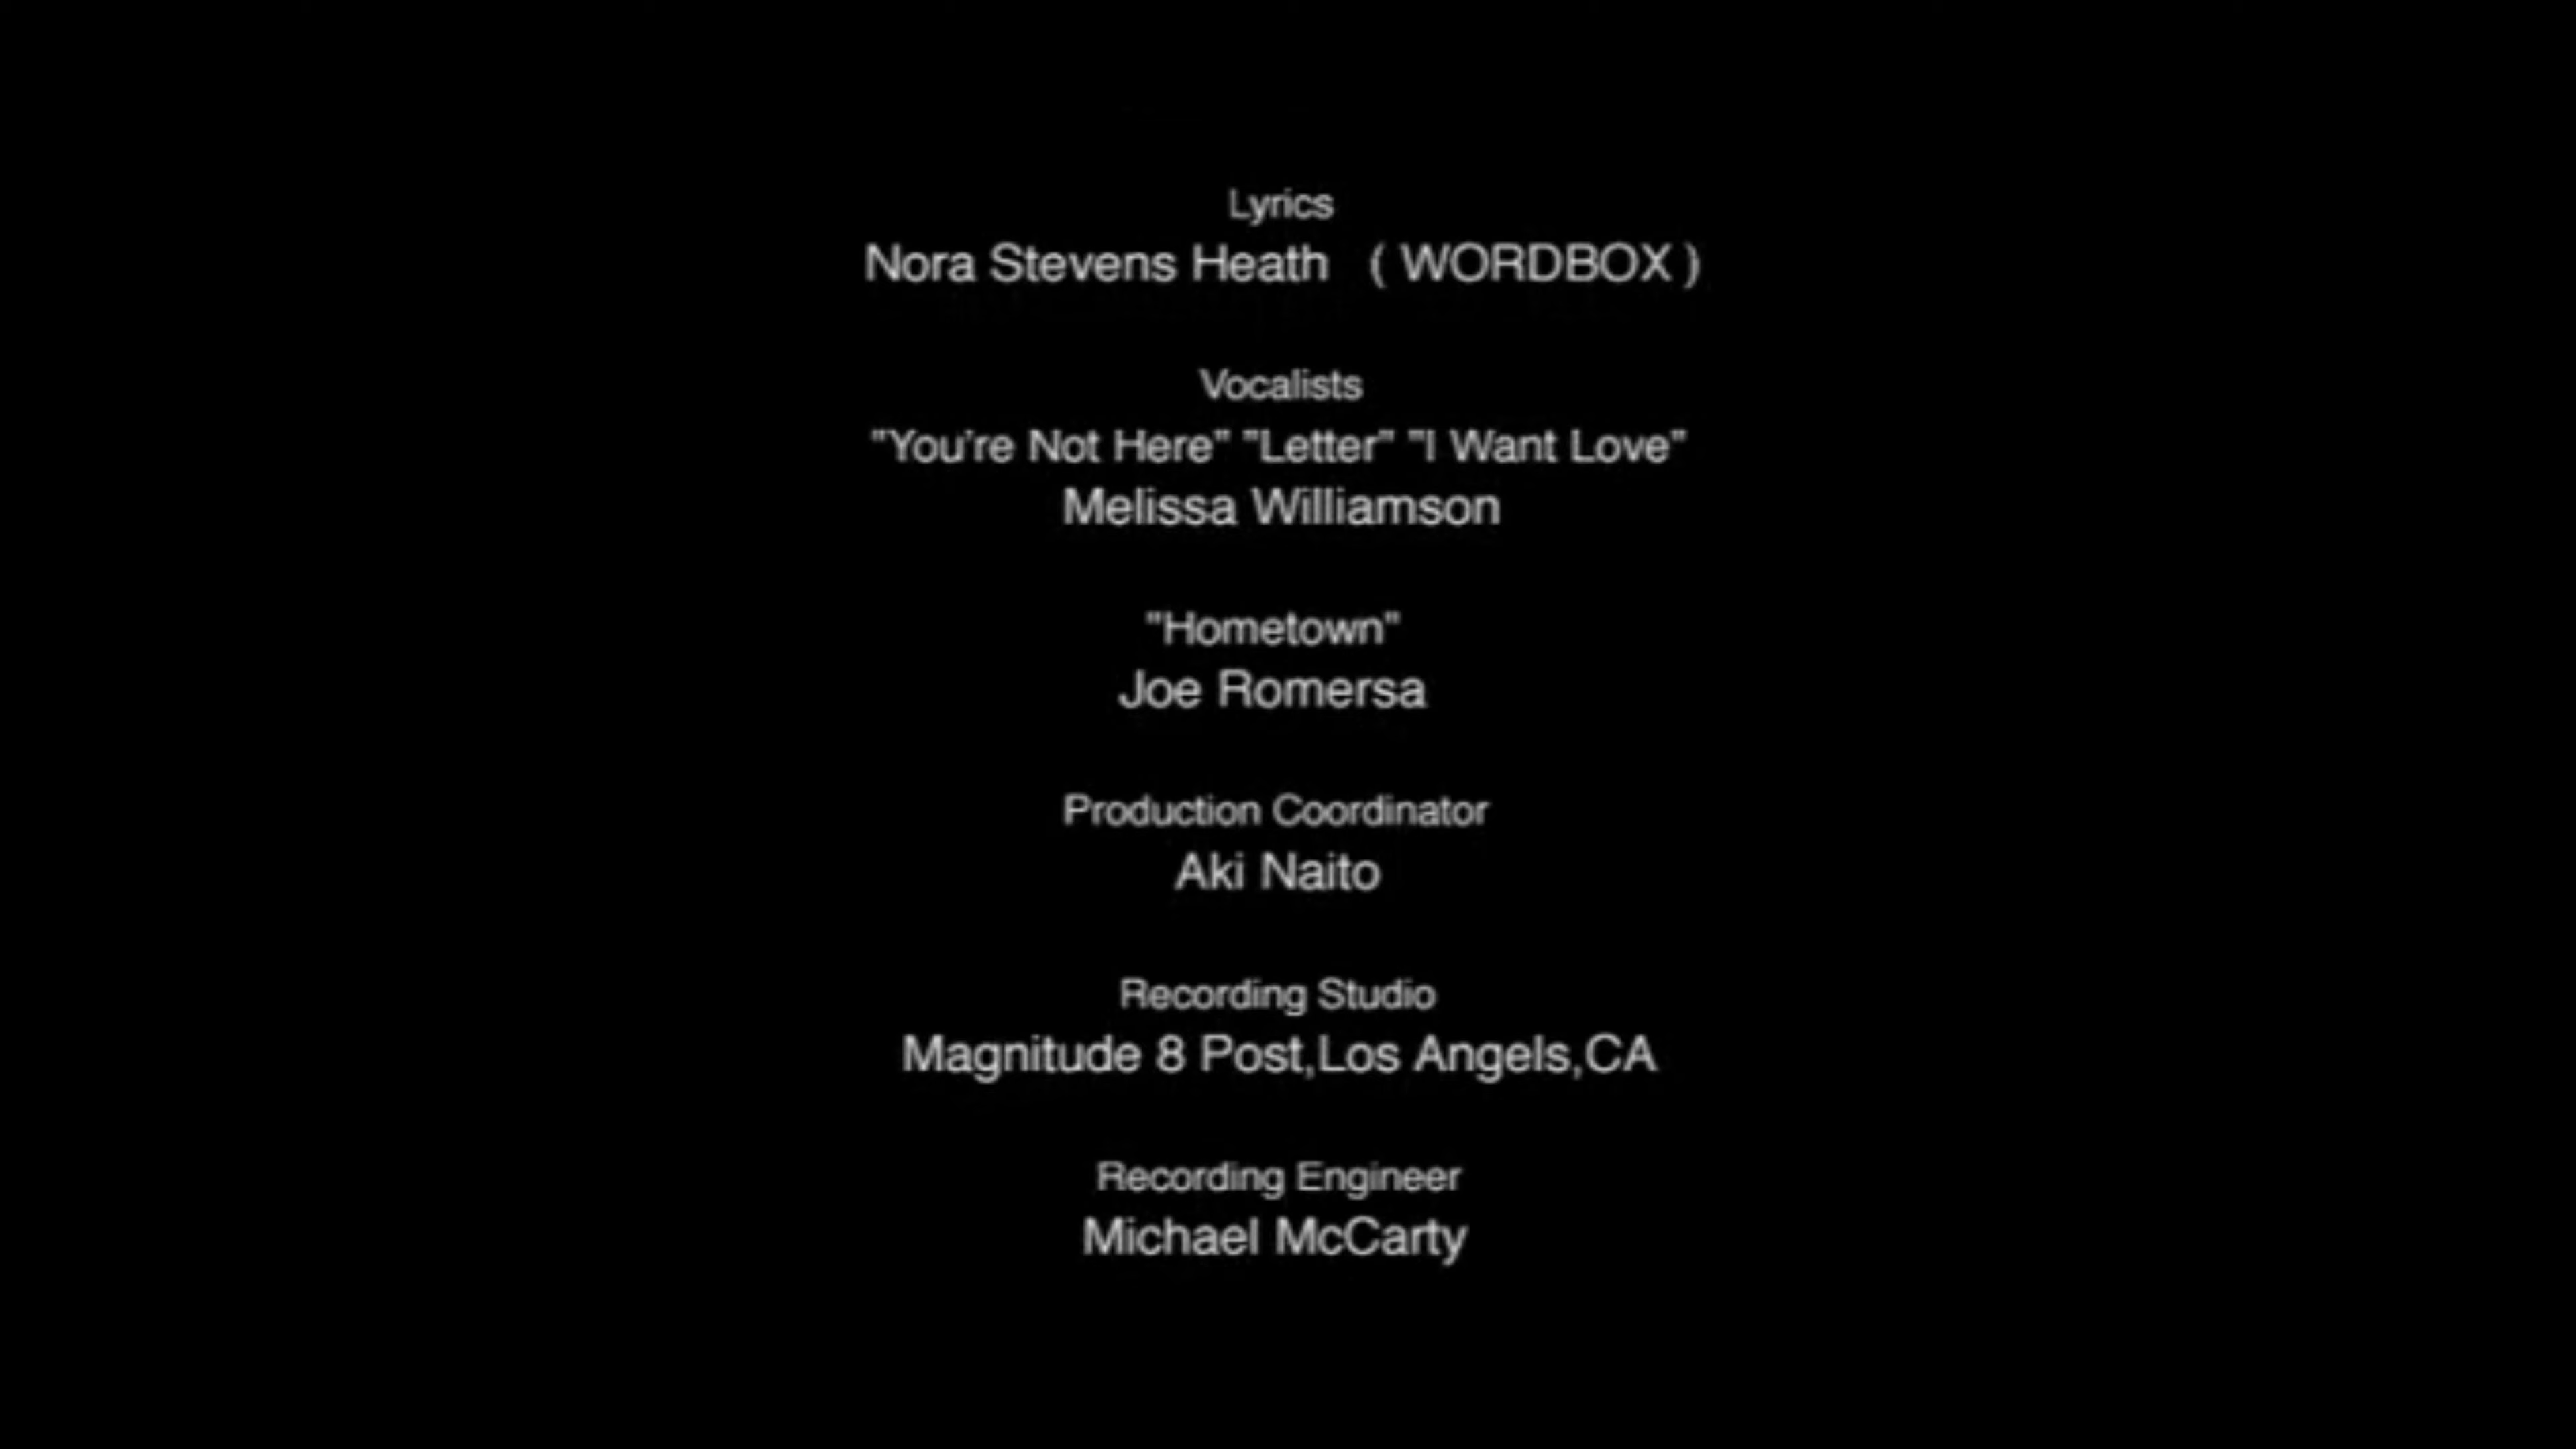 Lyrics
Nora Stevens Heath ( WORDBOX )
Vocalists
"You're Not Here" "Letter" "I Want Love"
Melissa Williamson
"Hometown"
Joe Romersa
Production Coordinator
Aki Naito
Recording Studio
Magnitude 8 Post,Los Angels,CA
Recording Engineer
Michael McCarty